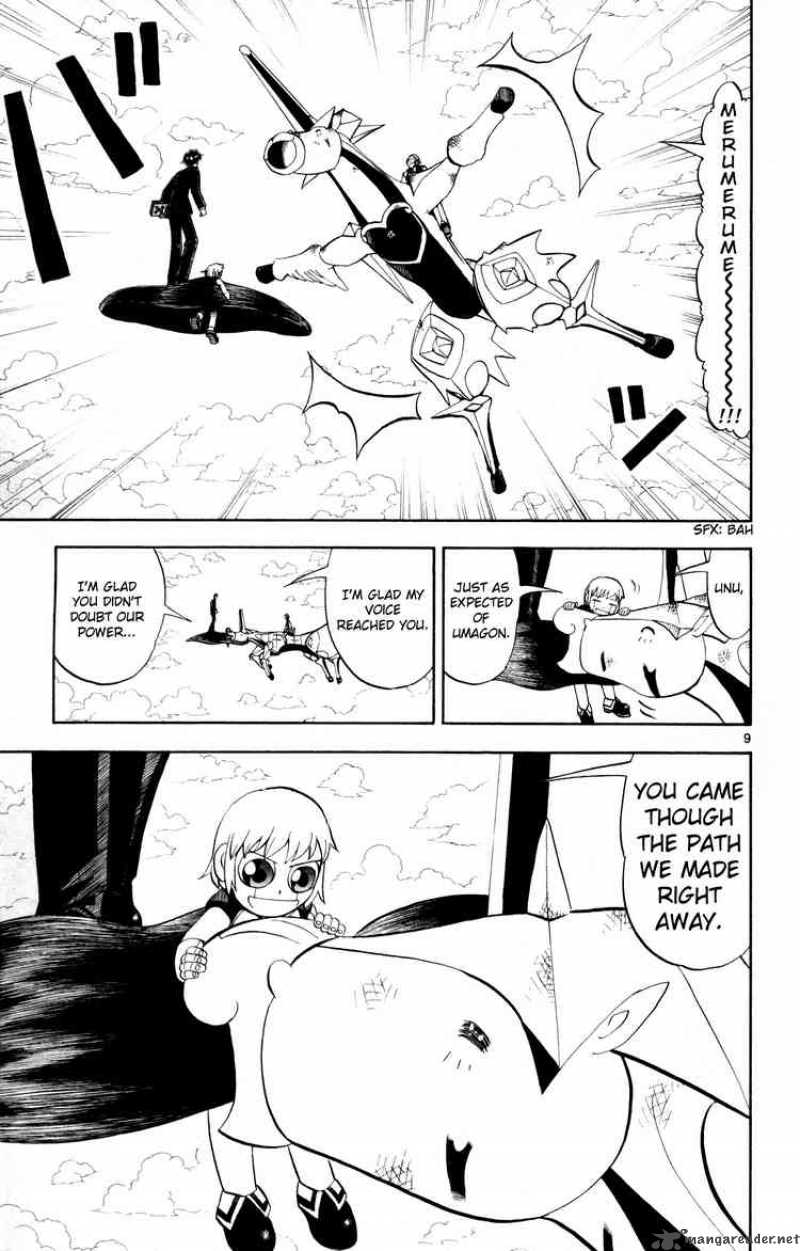 MERUMERUME~~~~!!!
SFX: BAH
UNU,
JUST AS
EXPECTED
OF
UMAGON.
I'M GLAD MY
VOICE
REACHED YOU.
I'M GLAD
YOU DIDN'T
DOUBT OUR
POWER...
9
YOU CAME
THOUGH
THE PATH
WE MADE
RIGHT
AWAY.
mangareader.net